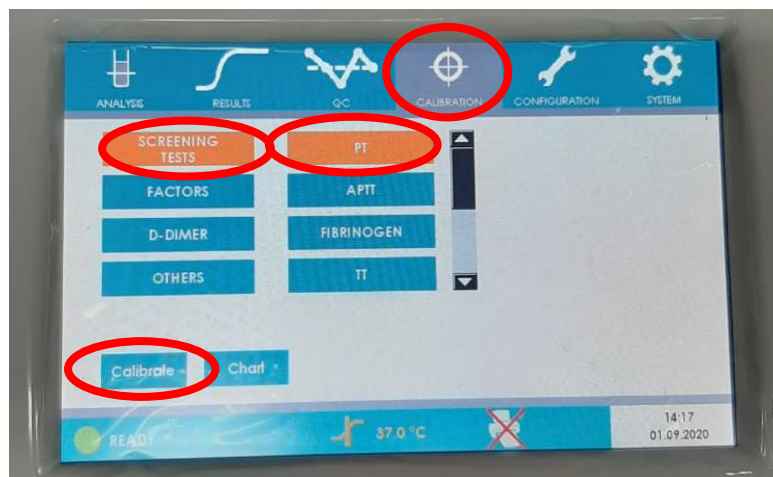 ANALYSIS RESULTS QC CALIBRATION CONFIGURATION SYSTEM
SCREENING
TESTS
PT
FACTORS
APTT
D-DIMER
FIBRINOGEN
OTHERS
TT
Calibrate
Chart
READY
37.0 °C
14:17
01.09.2020